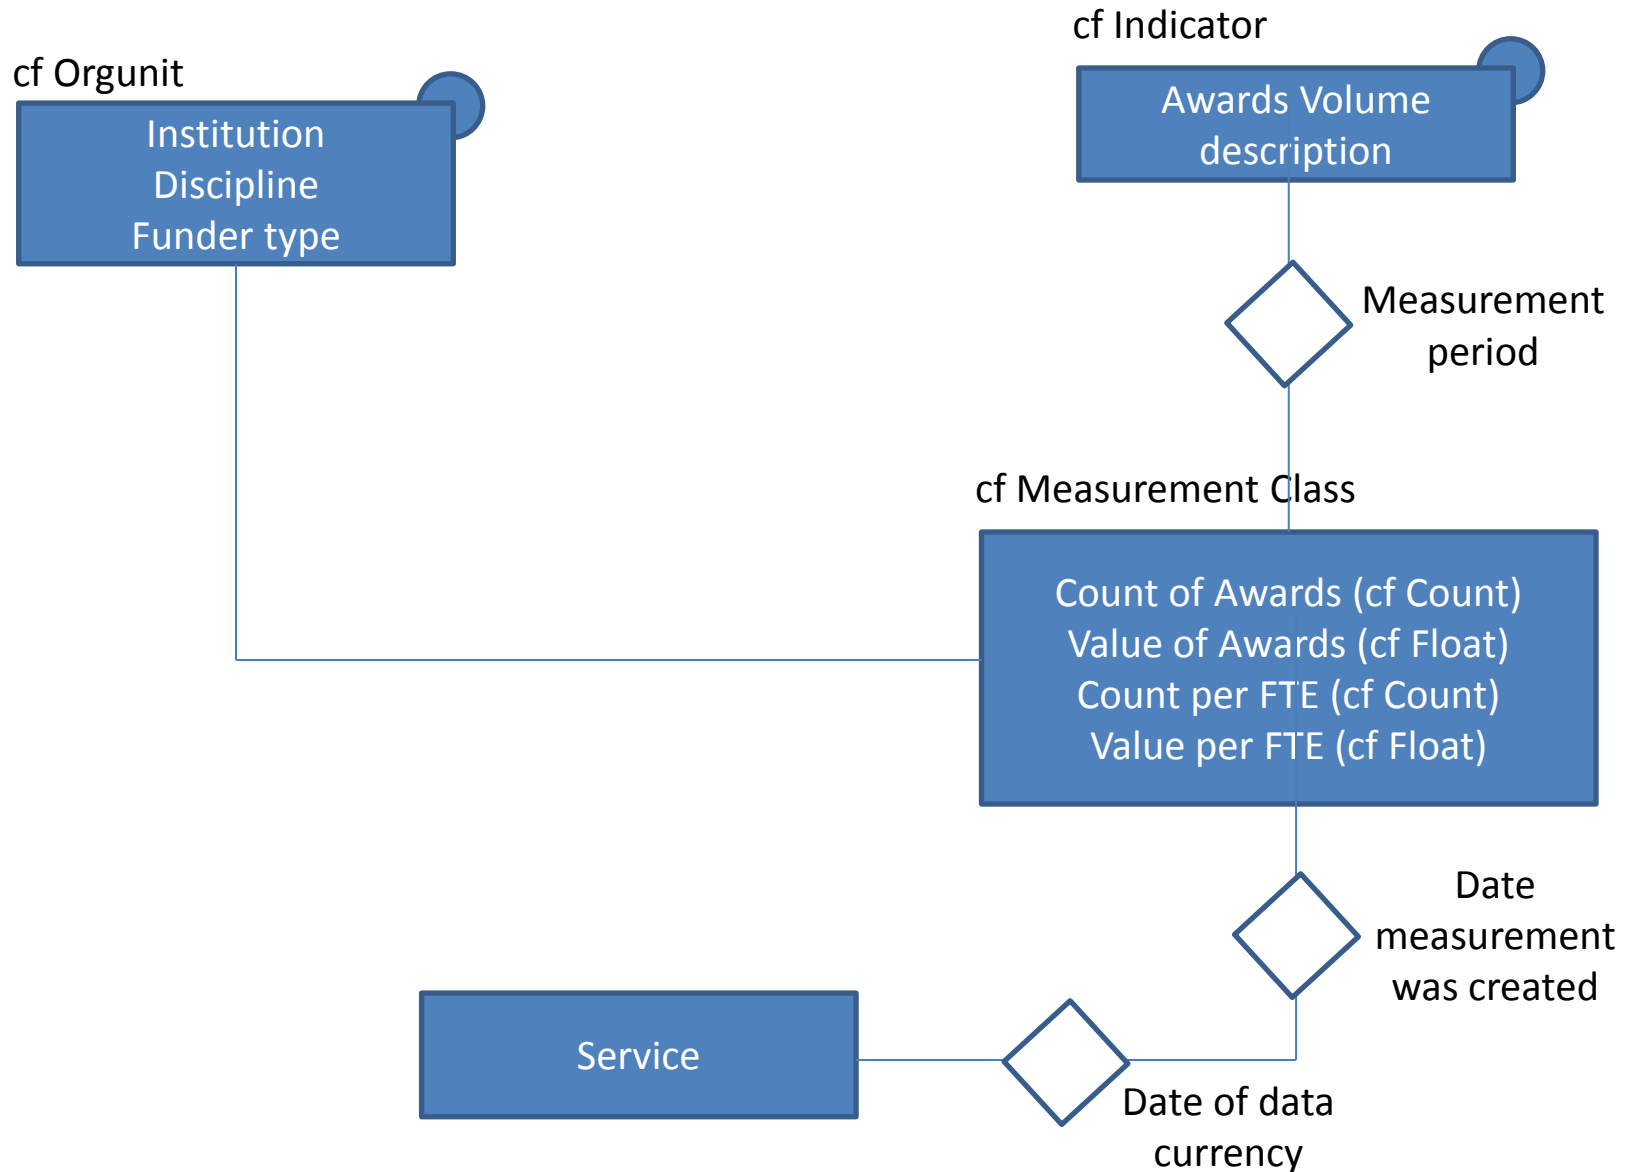 cf Orgunit
Institution
Discipline
Funder type
cf Indicator
Awards Volume
description
Measurement
period
cf Measurement Class
Count of Awards (cf Count)
Value of Awards (cf Float)
Count per FTE (cf Count)
Value per FTE (cf Float)
Date
measurement
was created
Service
Date of data
currency